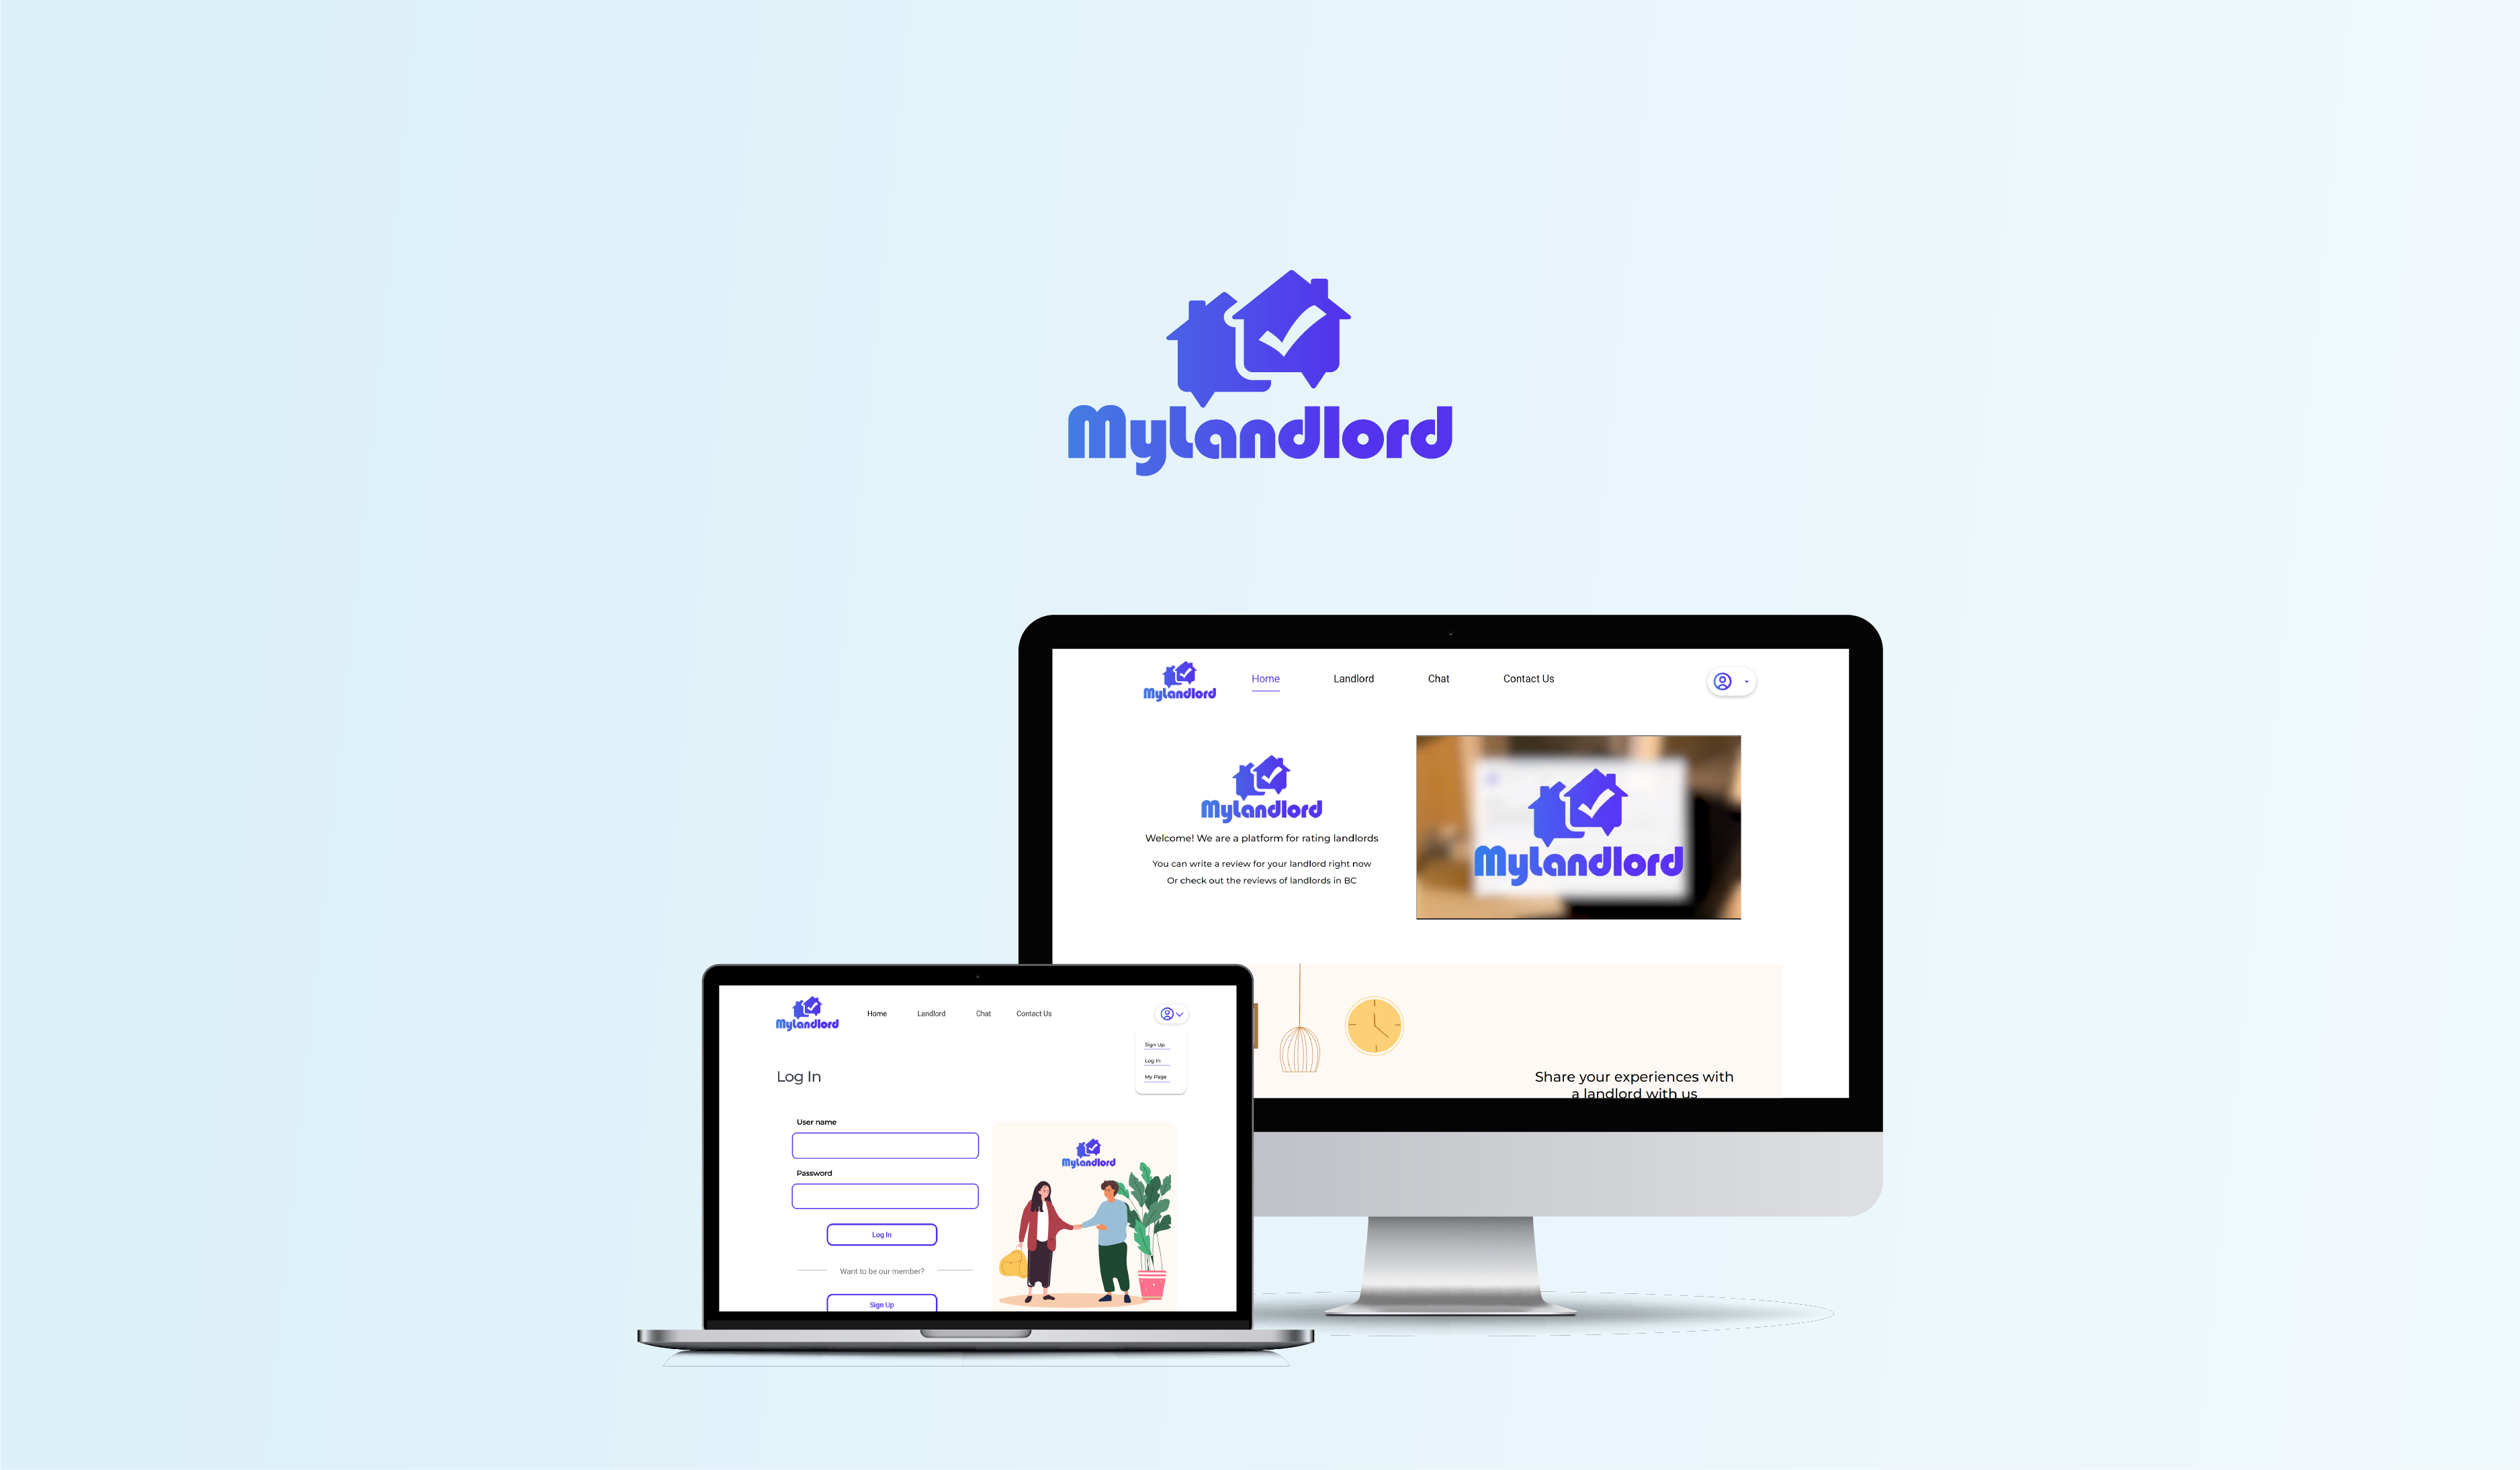 MyLandlord
MyLandlord
Home
Landlord
Chat
Contact Us
MyLandlord
Welcome! We are a platform for rating landlords
You can write a review for your landlord right now
Or check out the reviews of landlords in BC
MyLandlord
Share your experiences with
a landlord with us
MyLandlord
Home
Landlord
Chat
Contact Us
Sign Up
Log In
My Page
Log In
User name
Password
Log In
Want to be our member?
Sign Up
MyLandlord